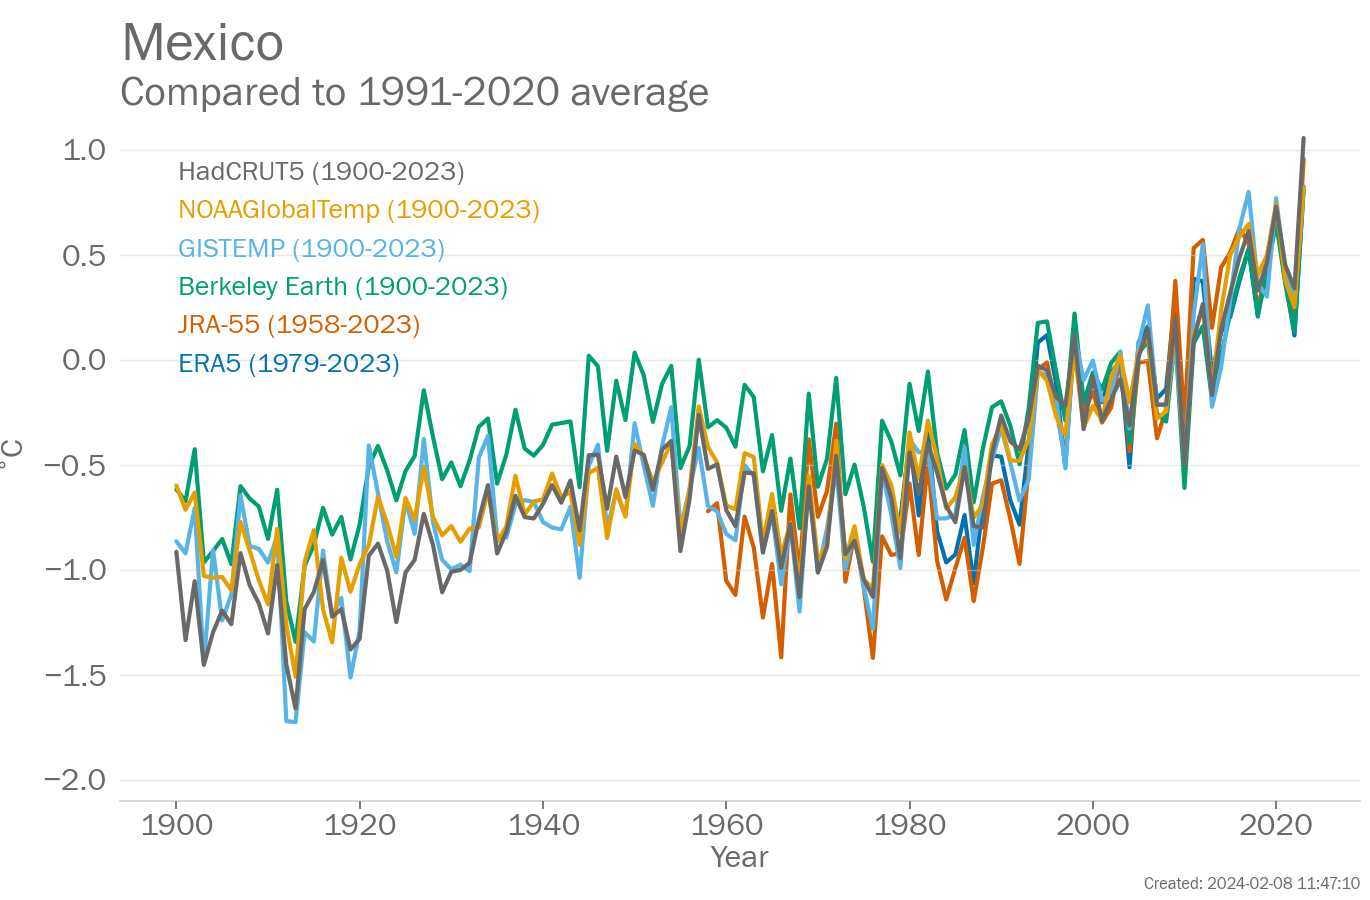 Mexico
Compared to 1991-2020 average
1.0
0.5
0.0
−0.5
−1.0
−1.5
−2.0
°C
HadCRUT5 (1900-2023)
NOAAGlobalTemp (1900-2023)
GISTEMP (1900-2023)
Berkeley Earth (1900-2023)
JRA-55 (1958-2023)
ERA5 (1979-2023)
1900 1920 1940 1960 1980 2000 2020
Year
Created: 2024-02-08 11:47:10